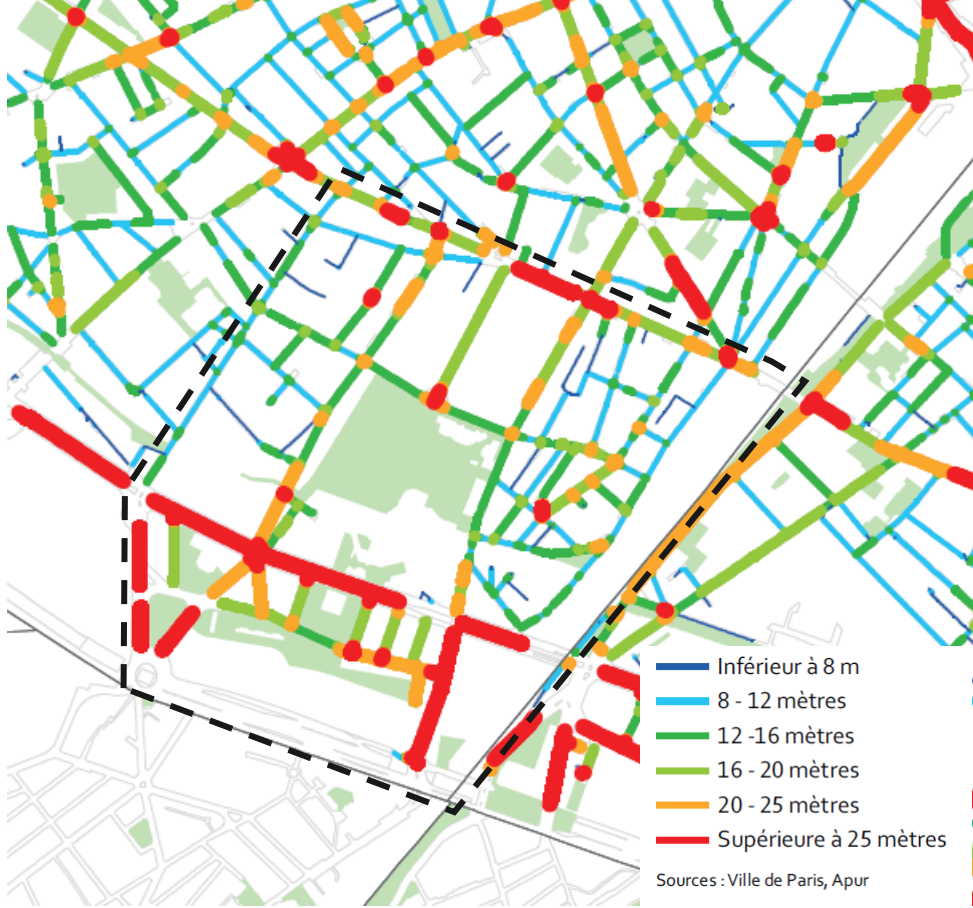 Inférieur à 8 m
8 - 12 mètres
12 -16 mètres
16 - 20 mètres
20 - 25 mètres
Supérieure à 25 mètres
Sources : Ville de Paris, Apur